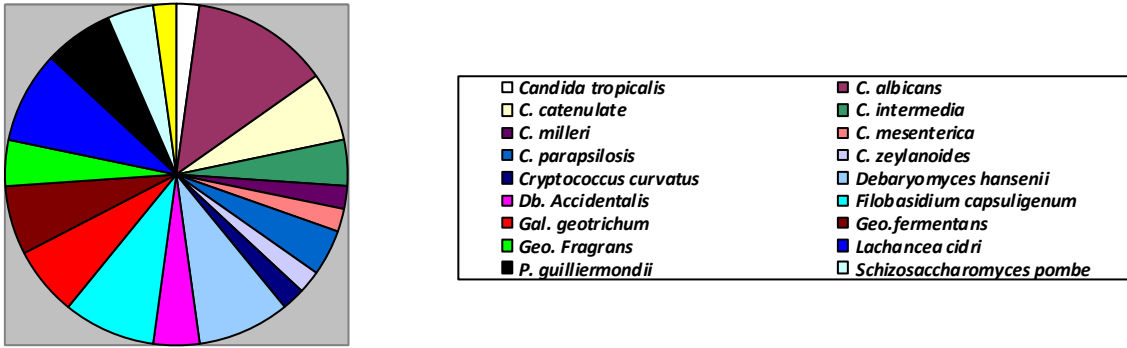 Candida tropicalis C. albicans
C. catenulate C. intermedia
C. milleri C. mesenterica
C. parapsilosis C. zeylanoides
Cryptococcus curvatus Debaryomyces hansenii
Db. Accidentalis Filobasidium capsuligenum
Gal. geotrichum Geo.fermentans
Geo. Fragrans Lachancea cidri
P. guilliermondii Schizosaccharomyces pombe